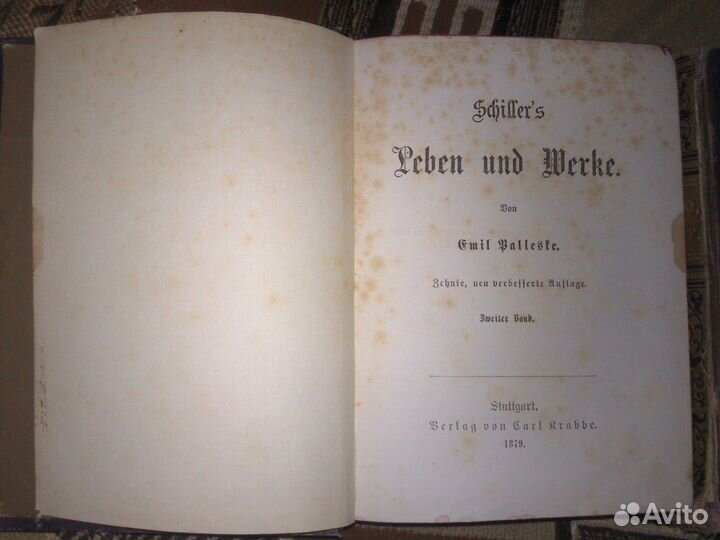 Schiller's
Leben und Werke.
Von
Emil Palleske.
Zehnte, neu verbesserte Auflage.
Zweiter Band.
Stuttgart.
Verlag von Carl Krabbe.
1879.
Avito